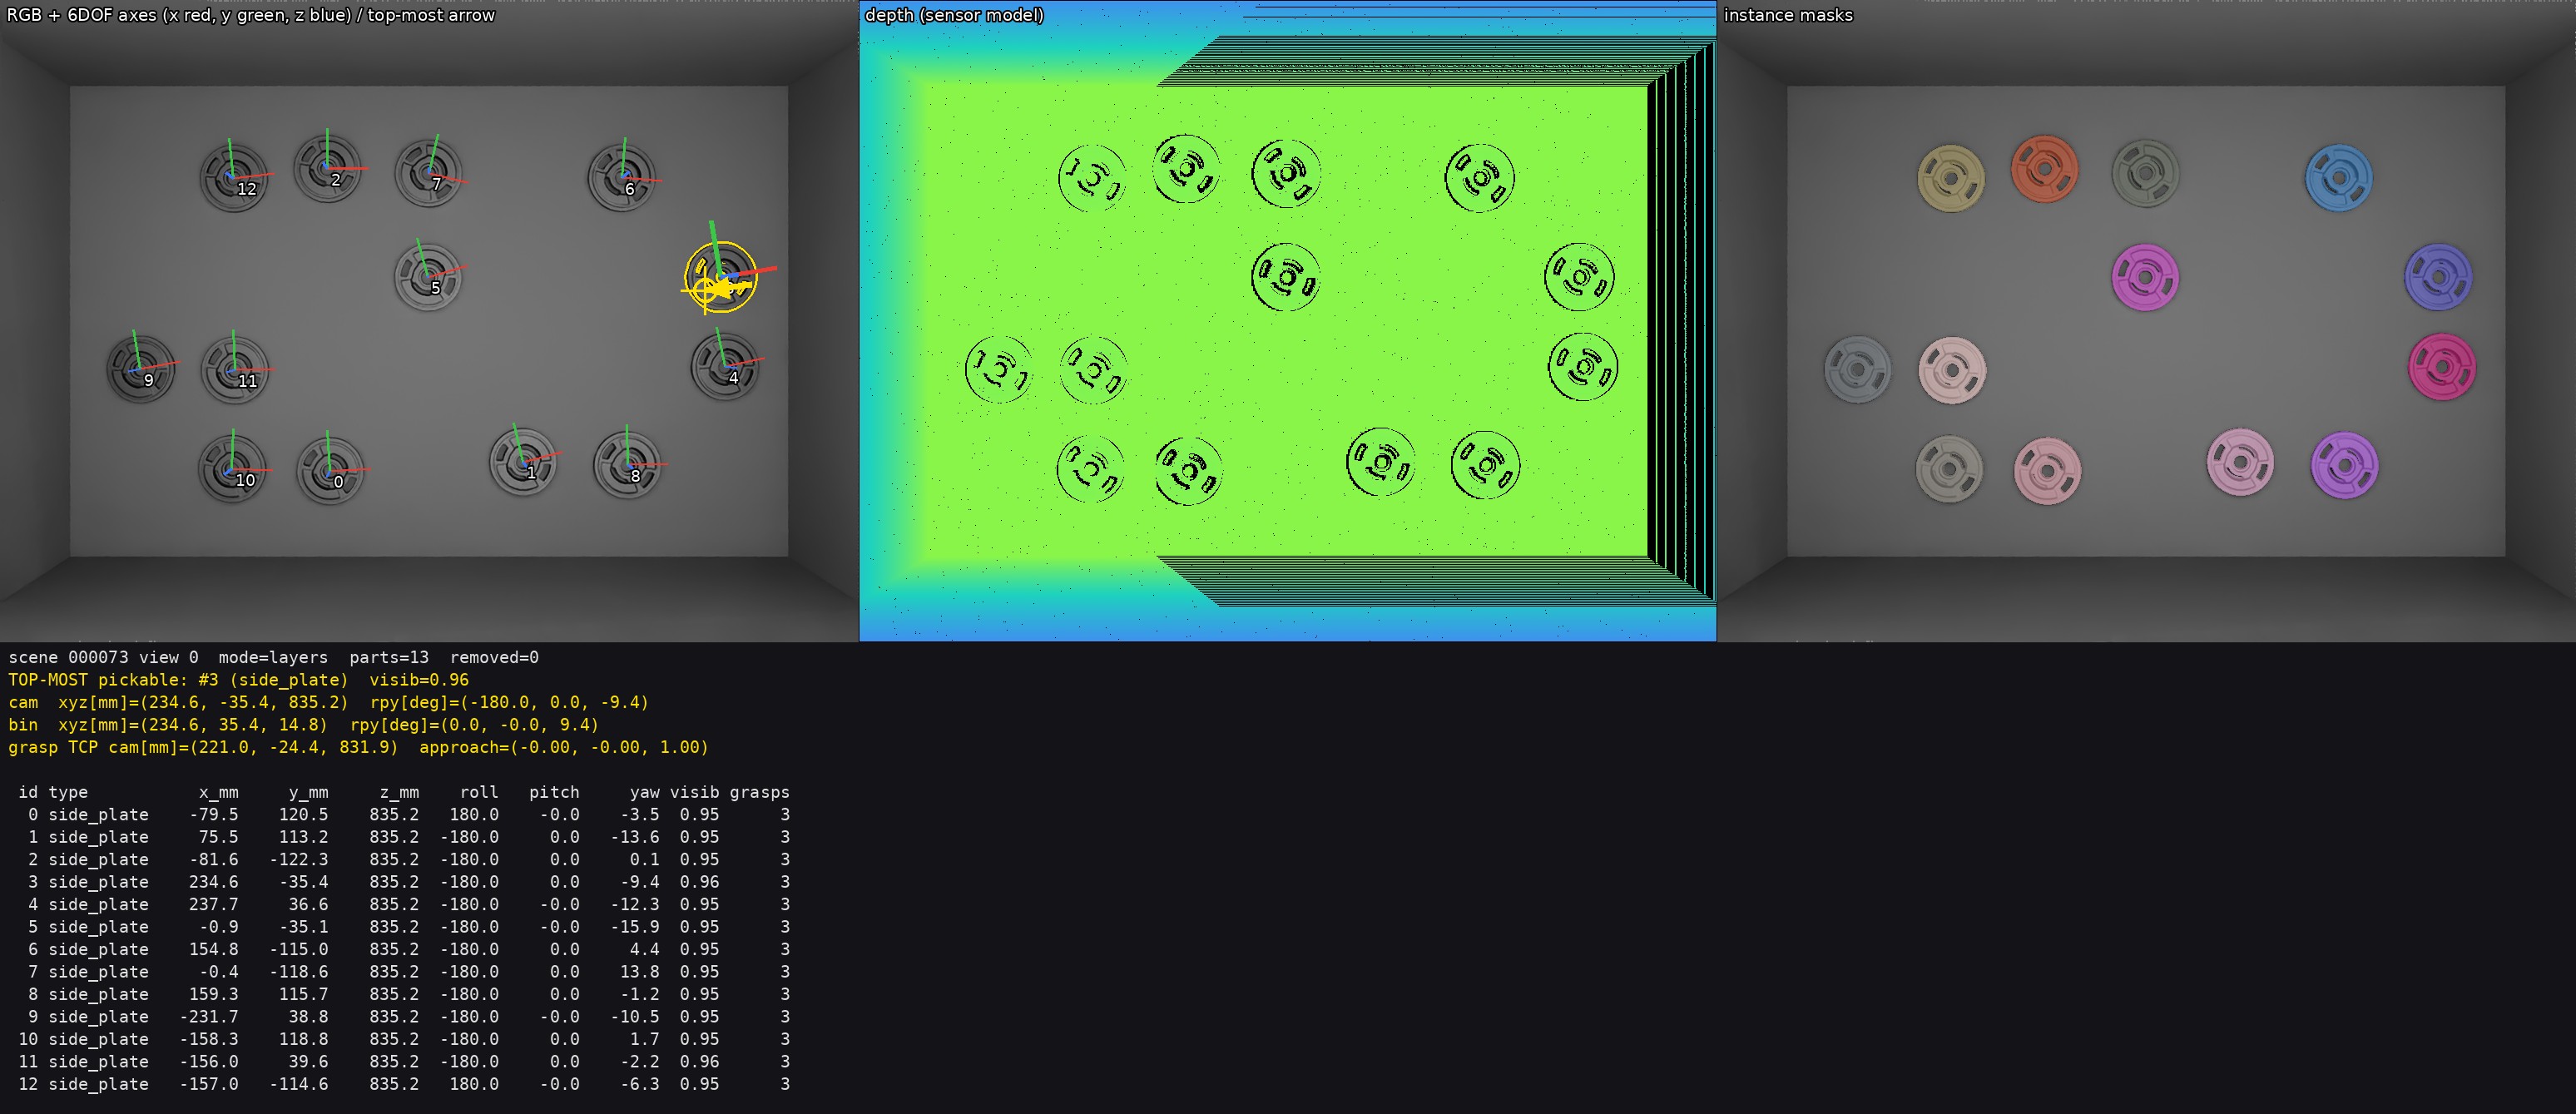 RGB + 6DOF axes (x red, y green, z blue) / top-most arrow
depth (sensor model)
instance masks
12
2
7
6
5
9
11
4
10
0
1
8
scene 000073 view 0  mode=layers  parts=13  removed=0
TOP-MOST pickable: #3 (side_plate)  visib=0.96
cam  xyz[mm]=(234.6, -35.4, 835.2)  rpy[deg]=(-180.0, 0.0, -9.4)
bin  xyz[mm]=(234.6, 35.4, 14.8)  rpy[deg]=(0.0, -0.0, 9.4)
grasp TCP cam[mm]=(221.0, -24.4, 831.9)  approach=(-0.00, -0.00, 1.00)
id type x_mm y_mm z_mm roll pitch yaw visib grasps
0 side_plate -79.5 120.5 835.2 180.0 -0.0 -3.5 0.95 3
1 side_plate 75.5 113.2 835.2 -180.0 0.0 -13.6 0.95 3
2 side_plate -81.6 -122.3 835.2 -180.0 0.0 0.1 0.95 3
3 side_plate 234.6 -35.4 835.2 -180.0 0.0 -9.4 0.96 3
4 side_plate 237.7 36.6 835.2 -180.0 -0.0 -12.3 0.95 3
5 side_plate -0.9 -35.1 835.2 -180.0 -0.0 -15.9 0.95 3
6 side_plate 154.8 -115.0 835.2 -180.0 0.0 4.4 0.95 3
7 side_plate -0.4 -118.6 835.2 -180.0 0.0 13.8 0.95 3
8 side_plate 159.3 115.7 835.2 -180.0 0.0 -1.2 0.95 3
9 side_plate -231.7 38.8 835.2 -180.0 -0.0 -10.5 0.95 3
10 side_plate -158.3 118.8 835.2 -180.0 0.0 1.7 0.95 3
11 side_plate -156.0 39.6 835.2 -180.0 0.0 -2.2 0.96 3
12 side_plate -157.0 -114.6 835.2 180.0 -0.0 -6.3 0.95 3